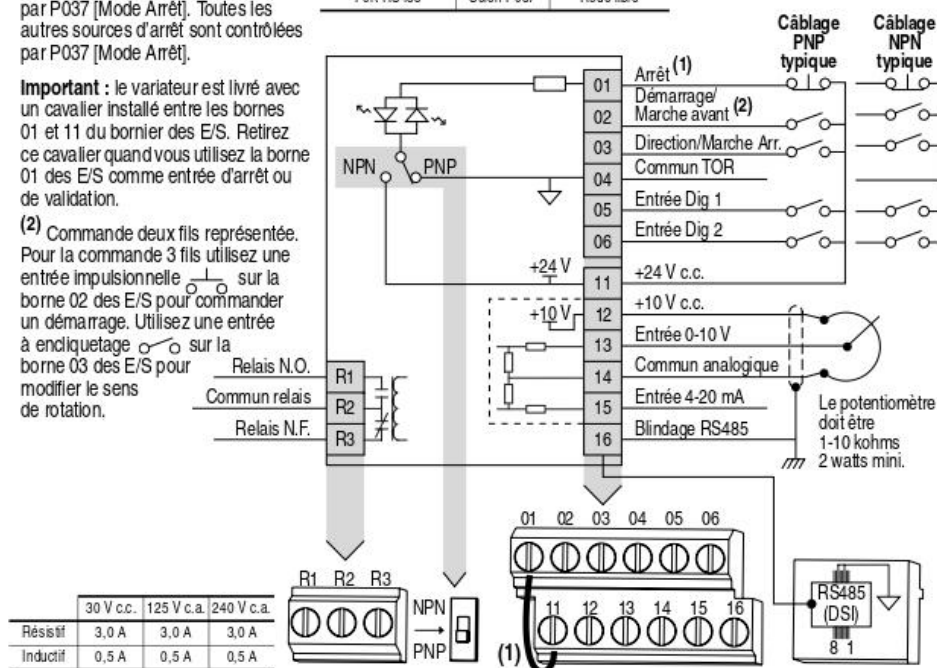 par P037 [Mode Arrêt]. Toutes les
autres sources d'arrêt sont contrôlées
par P037 [Mode Arrêt].
Important : le variateur est livré avec
un cavalier installé entre les bornes
01 et 11 du bornier des E/S. Retirez
ce cavalier quand vous utilisez la borne
01 des E/S comme entrée d'arrêt ou
de validation.
(2) Commande deux fils représentée.
Pour la commande 3 fils utilisez une
entrée impulsionnelle sur la
borne 02 des E/S pour commander
un démarrage. Utilisez une entrée
à encliquetage sur la
borne 03 des E/S pour
modifier le sens
de rotation.
Câblage
PNP
typique
Câblage
NPN
typique
01 Arrêt (1)
02 Démarrage/
Marche avant (2)
03 Direction/Marche Arr.
04 Commun TOR
05 Entrée Dig 1
06 Entrée Dig 2
NPN PNP
+24 V 11 +24 V c.c.
+10 V 12 +10 V c.c.
13 Entrée 0-10 V
14 Commun analogique
15 Entrée 4-20 mA
16 Blindage RS485
Le potentiomètre
doit être
1-10 kohms
2 watts mini.
Relais N.O. R1
Commun relais R2
Relais N.F. R3
R1 R2 R3
NPN
PNP
01 02 03 04 05 06
11 12 13 14 15 16
(1)
RS485
(DSI)
8 1
30 V c.c. 125 V c.a. 240 V c.a.
Résistif 3,0 A 3,0 A 3,0 A
Inductif 0,5 A 0,5 A 0,5 A